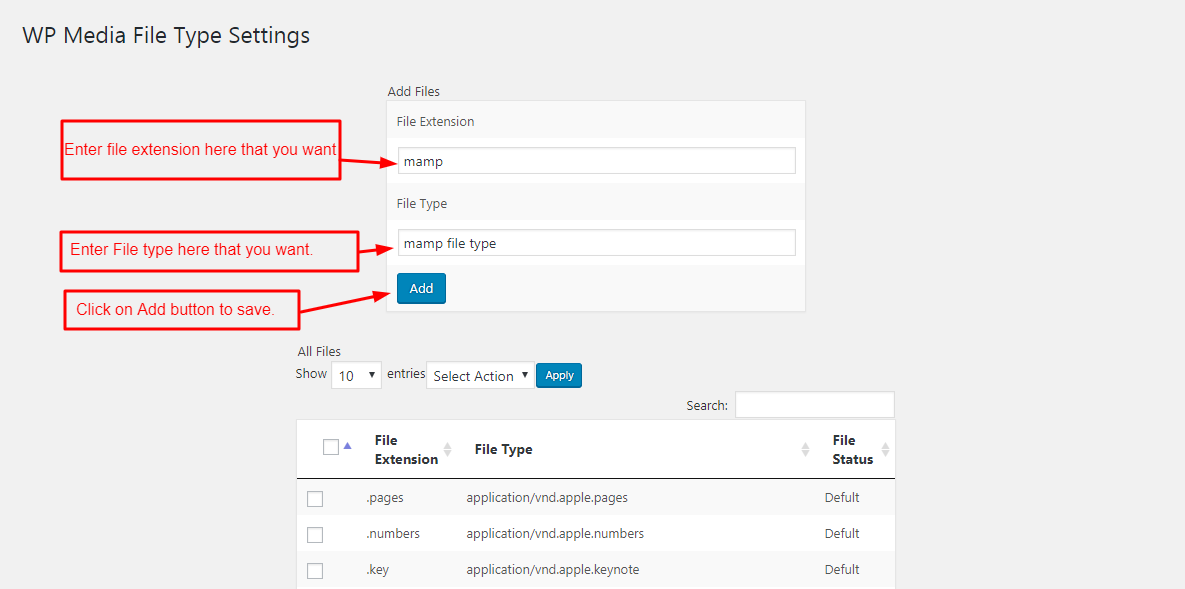 WP Media File Type Settings
Add Files
File Extension
Enter file extension here that you want
mamp
File Type
Enter File type here that you want.
mamp file type
Click on Add button to save.
Add
All Files
Show 10 entries Select Action Apply
Search:
File Extension File Type File Status
.pages application/vnd.apple.pages Defult
.numbers application/vnd.apple.numbers Defult
.key application/vnd.apple.keynote Defult